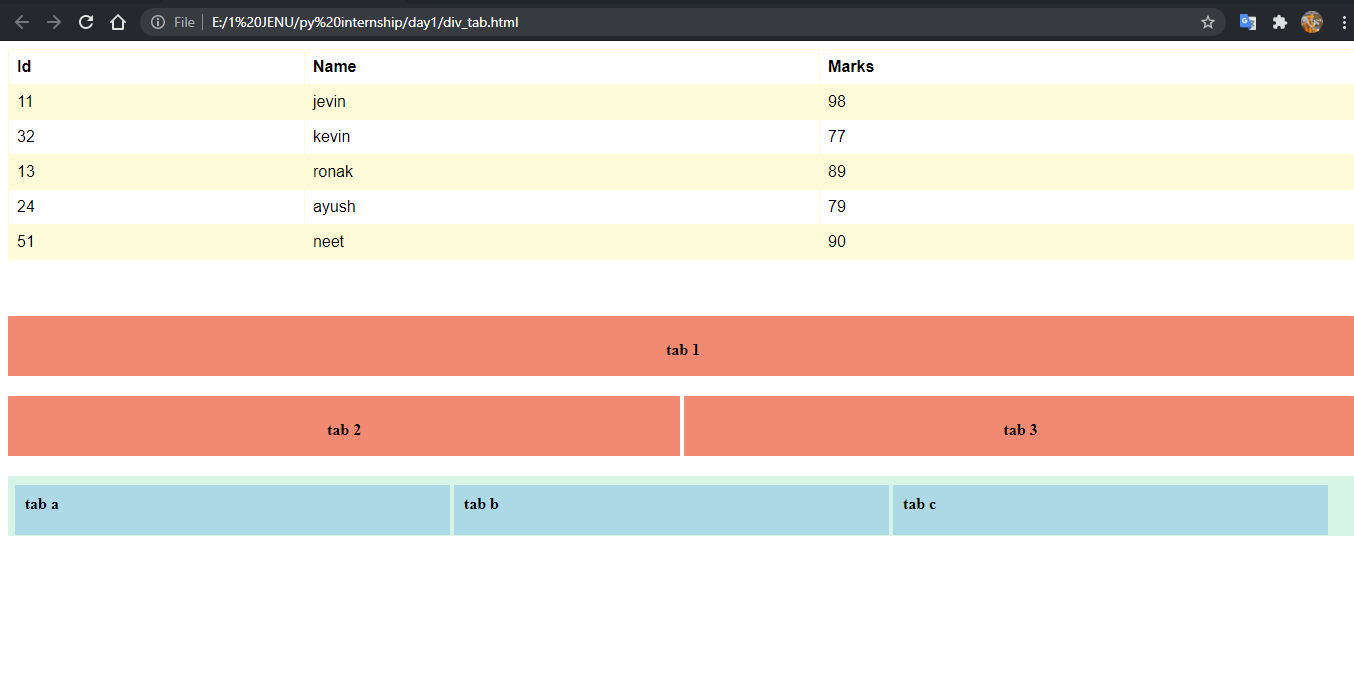 File E:/1%20JENU/py%20internship/day1/div_tab.html
Id Name Marks
11 jevin 98
32 kevin 77
13 ronak 89
24 ayush 79
51 neet 90
tab 1
tab 2 tab 3
tab a tab b tab c